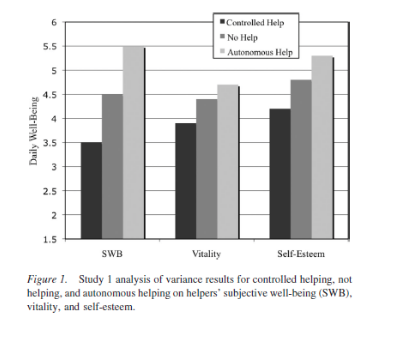 6
Controlled Help
No Help
Autonomous Help
5.5
5
4.5
4
3.5
3
2.5
2
1.5
Daily Well-Being
SWB Vitality Self-Esteem
Figure 1. Study 1 analysis of variance results for controlled helping, not
helping, and autonomous helping on helpers' subjective well-being (SWB),
vitality, and self-esteem.